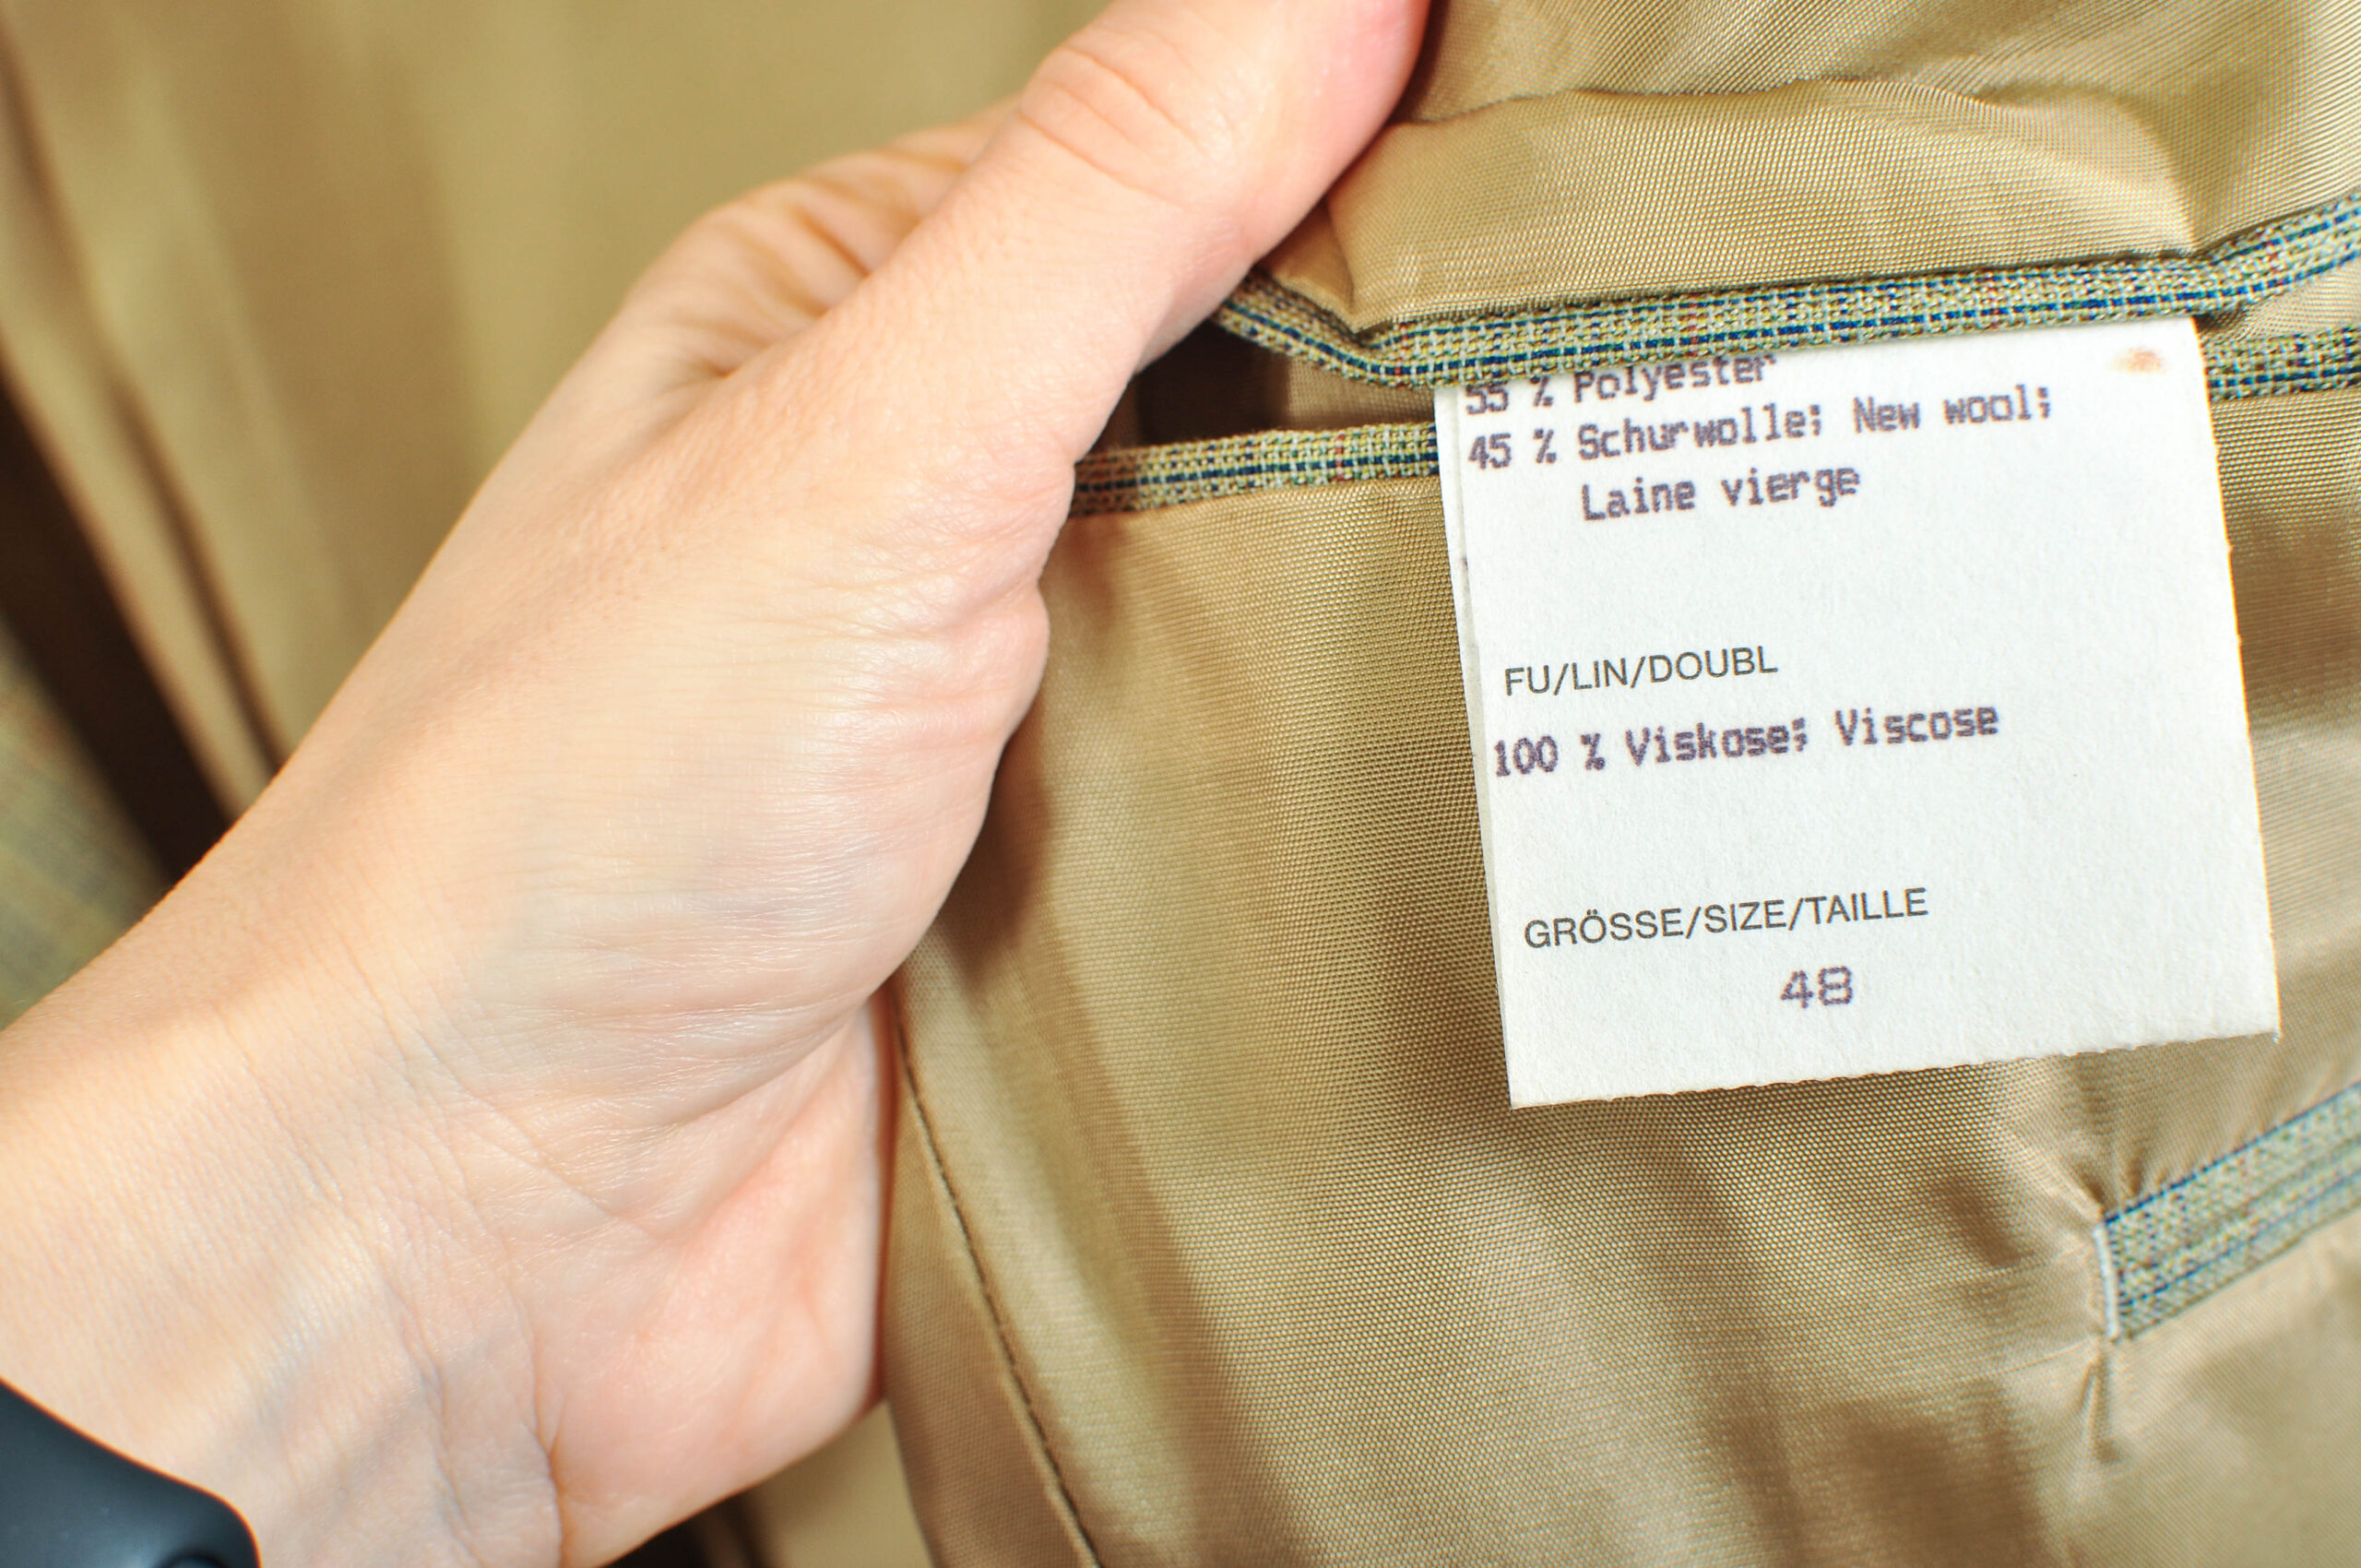 55 % Polyester
45 % Schurwolle; New wool;
Laine vierge
FU/LIN/DOUBL
100 % Viskose; Viscose
GRÖSSE/SIZE/TAILLE
48